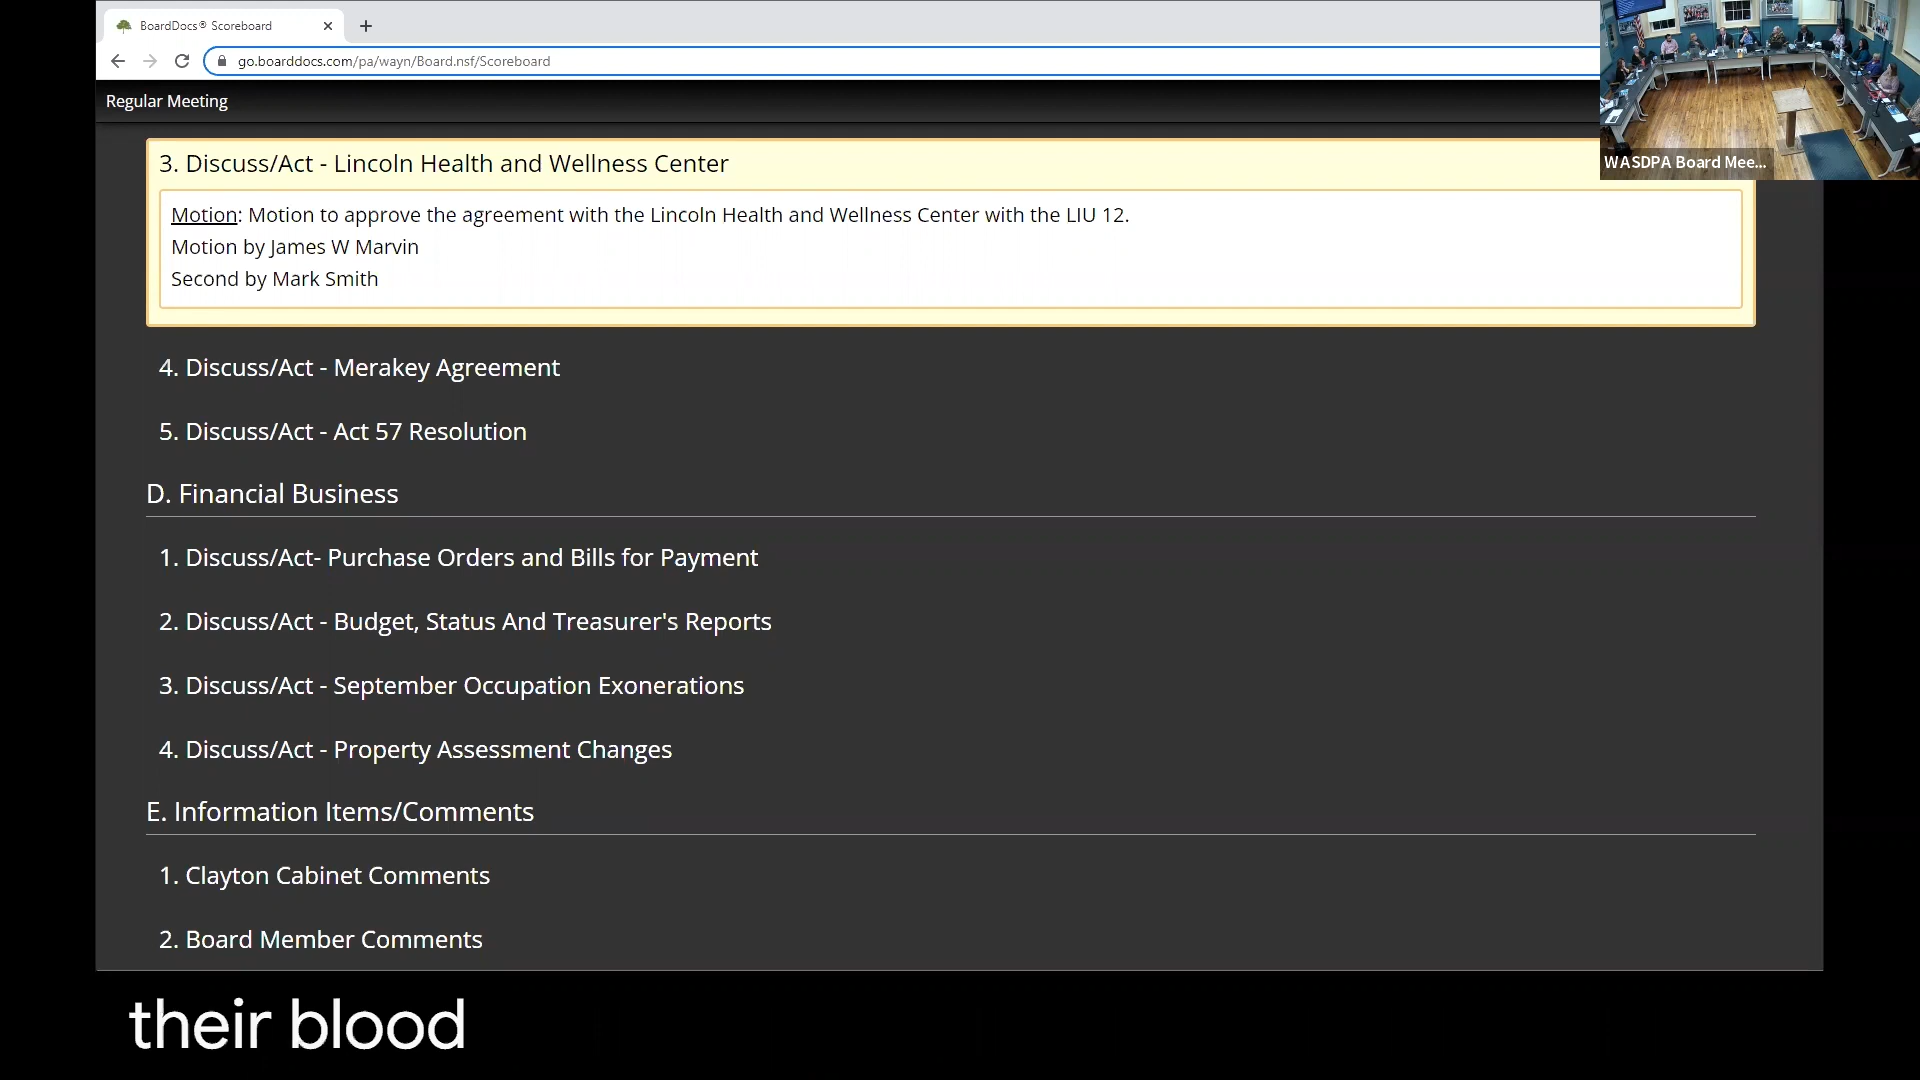 BoardDocs® Scoreboard
go.boarddocs.com/pa/wayn/Board.nsf/Scoreboard
Regular Meeting
WASDPA Board Mee...
3. Discuss/Act - Lincoln Health and Wellness Center
Motion: Motion to approve the agreement with the Lincoln Health and Wellness Center with the LIU 12.
Motion by James W Marvin
Second by Mark Smith
4. Discuss/Act - Merakey Agreement
5. Discuss/Act - Act 57 Resolution
D. Financial Business
1. Discuss/Act- Purchase Orders and Bills for Payment
2. Discuss/Act - Budget, Status And Treasurer's Reports
3. Discuss/Act - September Occupation Exonerations
4. Discuss/Act - Property Assessment Changes
E. Information Items/Comments
1. Clayton Cabinet Comments
2. Board Member Comments
their blood